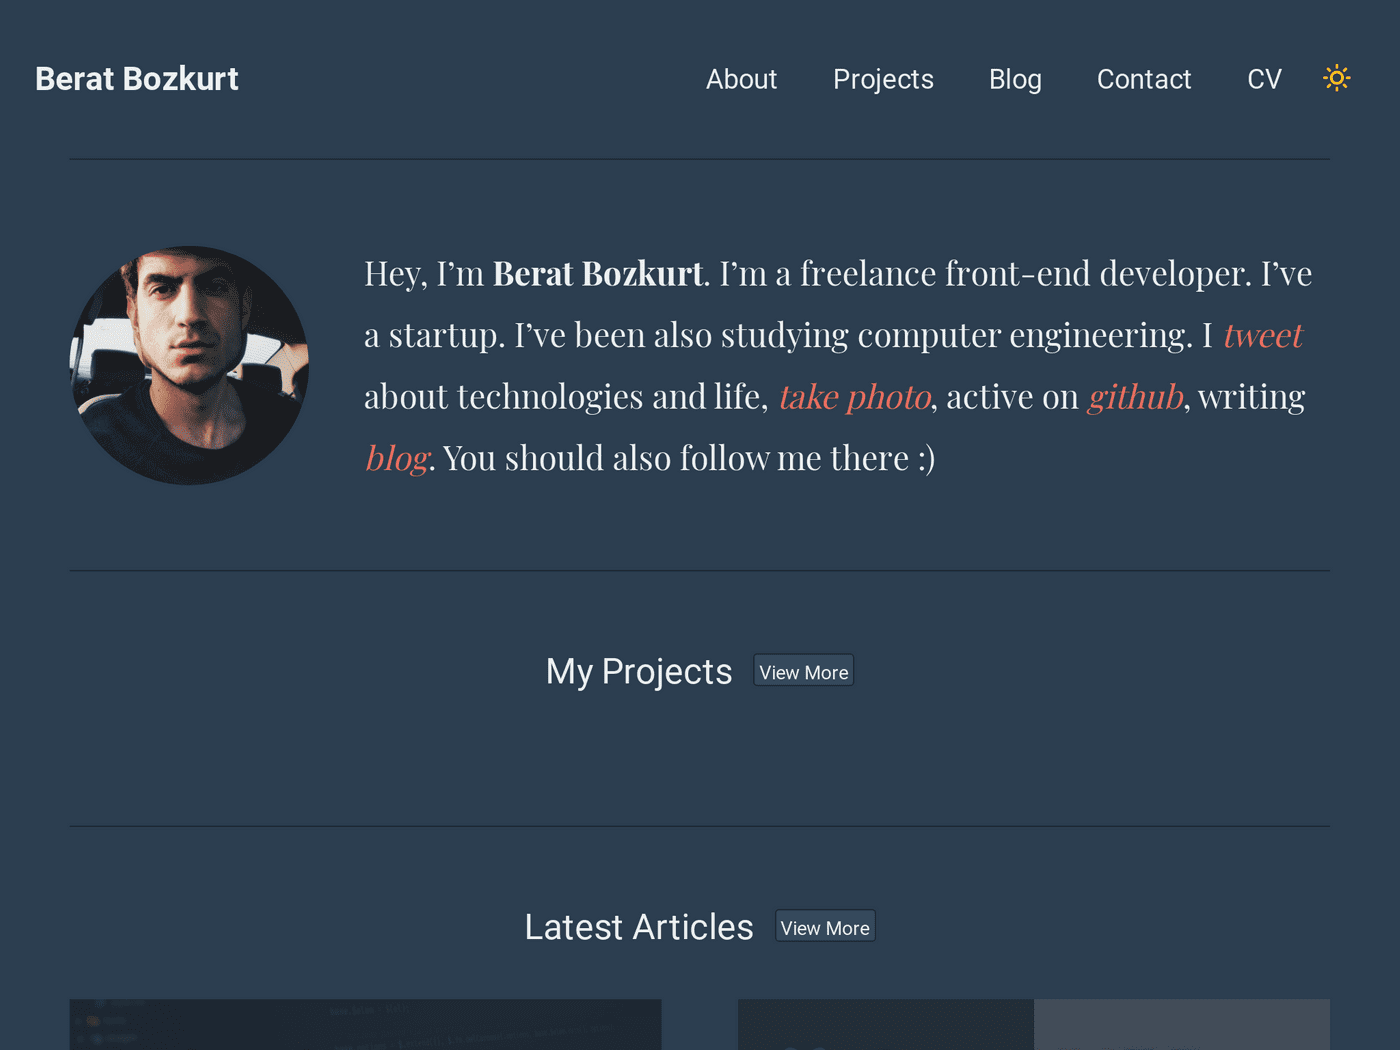 Berat Bozkurt
About Projects Blog Contact CV
Hey, I’m Berat Bozkurt. I’m a freelance front-end developer. I’ve
a startup. I’ve been also studying computer engineering. I tweet
about technologies and life, take photo, active on github, writing
blog. You should also follow me there :)
My Projects View More
Latest Articles View More